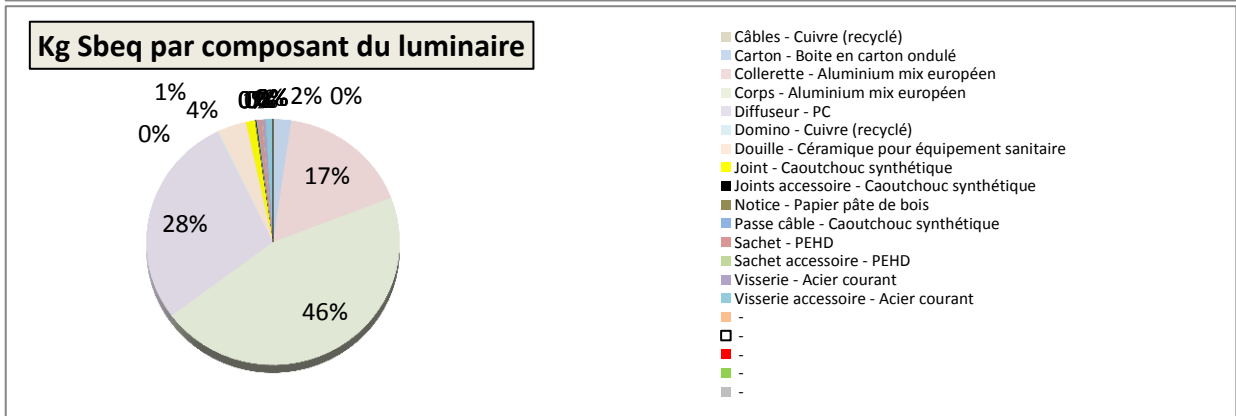 Kg Sbeq par composant du luminaire
1%
4%
2%
0%
0%
17%
28%
46%
Câbles - Cuivre (recyclé)
Carton - Boite en carton ondulé
Collerette - Aluminium mix européen
Corps - Aluminium mix européen
Diffuseur - PC
Domino - Cuivre (recyclé)
Douille - Céramique pour équipement sanitaire
Joint - Caoutchouc synthétique
Joints accessoire - Caoutchouc synthétique
Notice - Papier pâte de bois
Passe câble - Caoutchouc synthétique
Sachet - PEHD
Sachet accessoire - PEHD
Visserie - Acier courant
Visserie accessoire - Acier courant
-
-
-
-
-